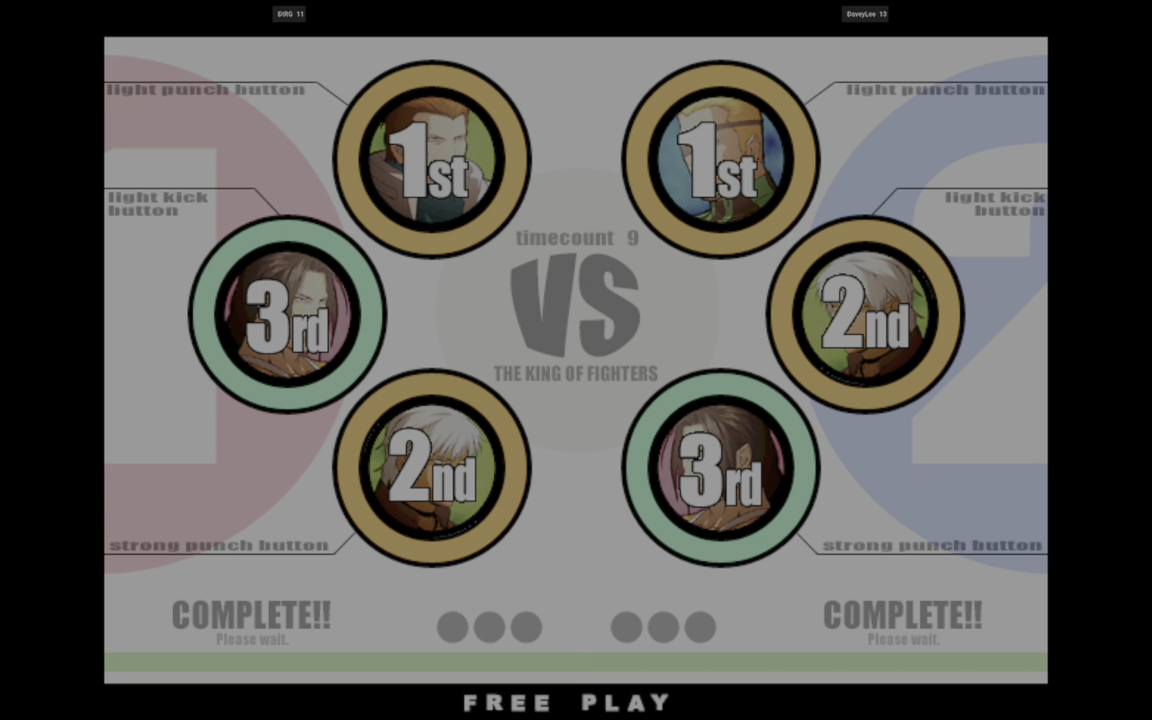 DIRG 11
DaveyLee 13
light punch button
light punch button
1st
1st
light kick
button
light kick
button
timecount 9
VS
THE KING OF FIGHTERS
3rd
2nd
2nd
3rd
strong punch button
strong punch button
COMPLETE!!
Please wait.
COMPLETE!!
Please wait.
FREE PLAY